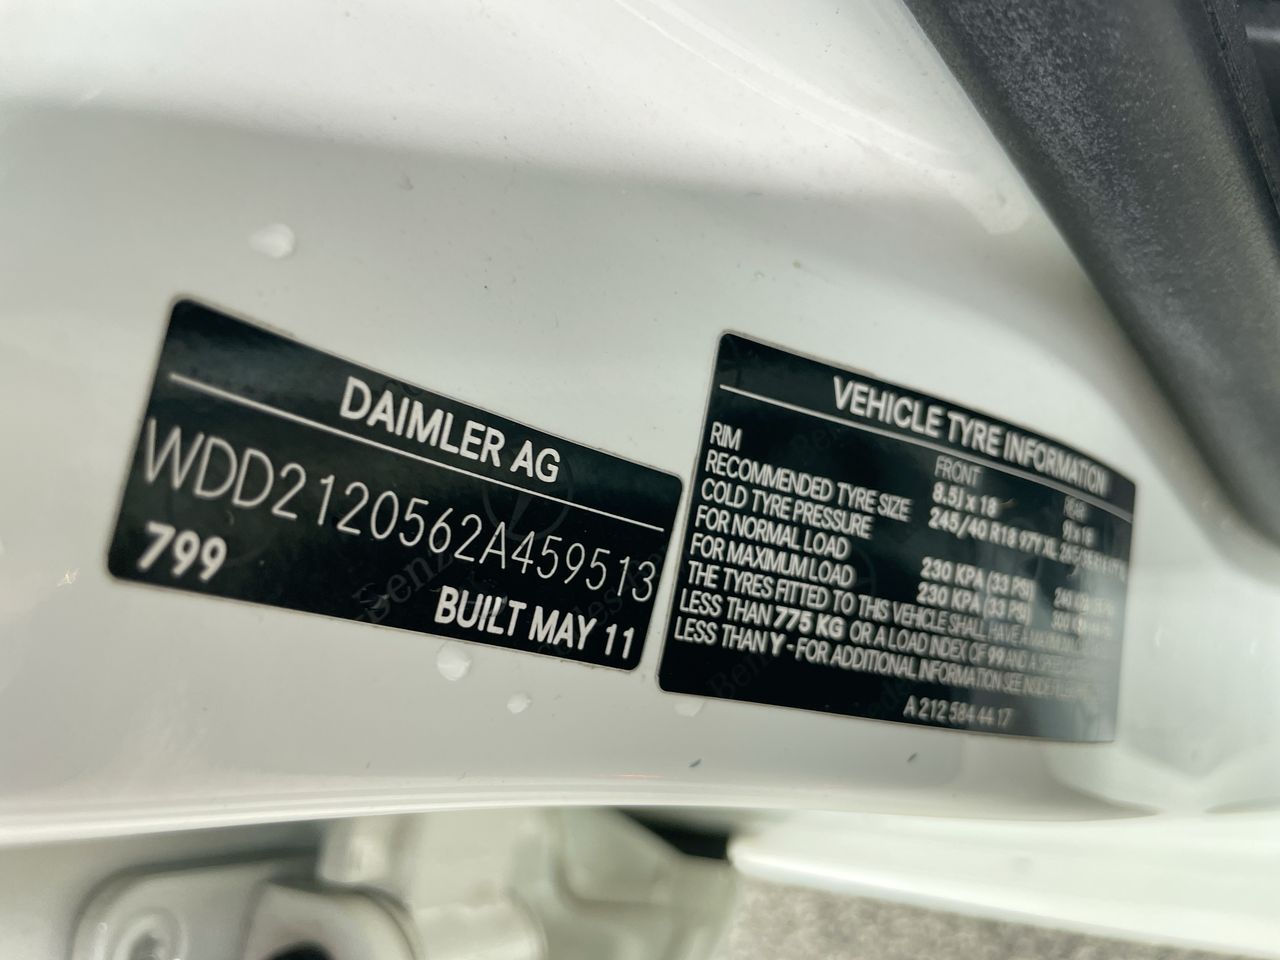 DAIMLER AG
WDD2120562A459513
799
BUILT MAY 11
VEHICLE TYRE INFORMATION
FRONT
RIM 8.5J x 18 9J x 18
RECOMMENDED TYRE SIZE 245/40 R18 97Y XL
COLD TYRE PRESSURE
FOR NORMAL LOAD 230 KPA (33 PSI)
FOR MAXIMUM LOAD 230 KPA (33 PSI)
THE TYRES FITTED TO THIS VEHICLE SHALL HAVE A
LESS THAN 775 KG OR A LOAD INDEX OF 99 AND A
LESS THAN Y - FOR ADDITIONAL INFORMATION SEE INSIDE
A 212 584 44 17